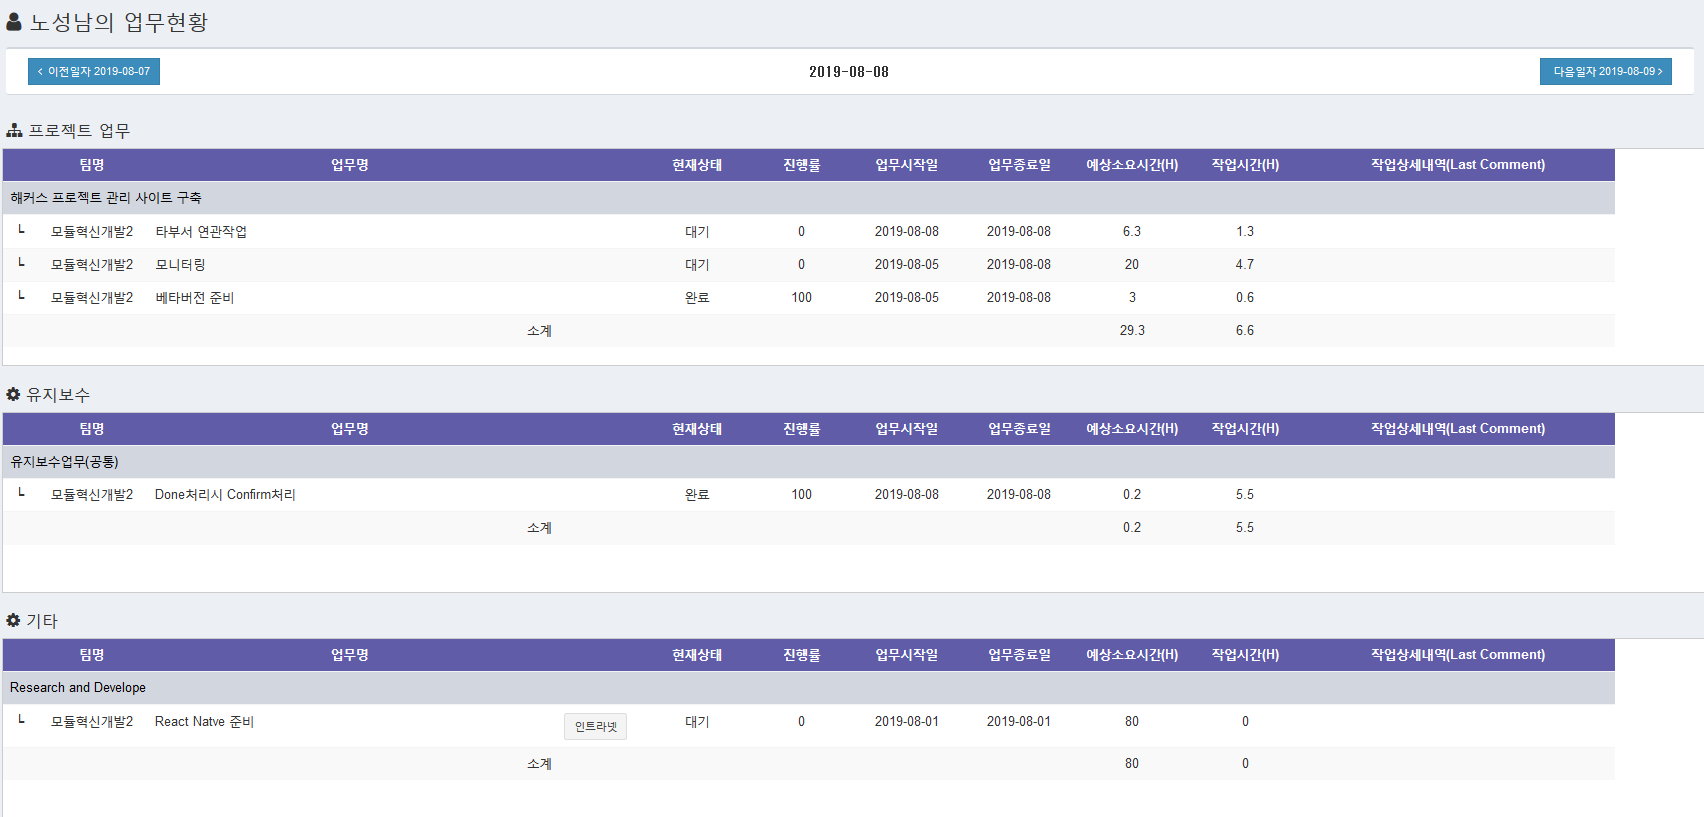 노성남의 업무현황
이전일자 2019-08-07 2019-08-08 다음일자 2019-08-09
프로젝트 업무
팀명 업무명 현재상태 진행률 업무시작일 업무종료일 예상소요시간(H) 작업시간(H) 작업상세내역(Last Comment)
해커스 프로젝트 관리 사이트 구축
┗ 모듈혁신개발2 타부서 연관작업 대기 0 2019-08-08 2019-08-08 6.3 1.3
┗ 모듈혁신개발2 모니터링 대기 0 2019-08-05 2019-08-08 20 4.7
┗ 모듈혁신개발2 베타버전 준비 완료 100 2019-08-05 2019-08-08 3 0.6
소계 29.3 6.6
유지보수
팀명 업무명 현재상태 진행률 업무시작일 업무종료일 예상소요시간(H) 작업시간(H) 작업상세내역(Last Comment)
유지보수업무(공통)
┗ 모듈혁신개발2 Done처리시 Confirm처리 완료 100 2019-08-08 2019-08-08 0.2 5.5
소계 0.2 5.5
기타
팀명 업무명 현재상태 진행률 업무시작일 업무종료일 예상소요시간(H) 작업시간(H) 작업상세내역(Last Comment)
Research and Develope
┗ 모듈혁신개발2 React Natve 준비 인트라넷 대기 0 2019-08-01 2019-08-01 80 0
소계 80 0